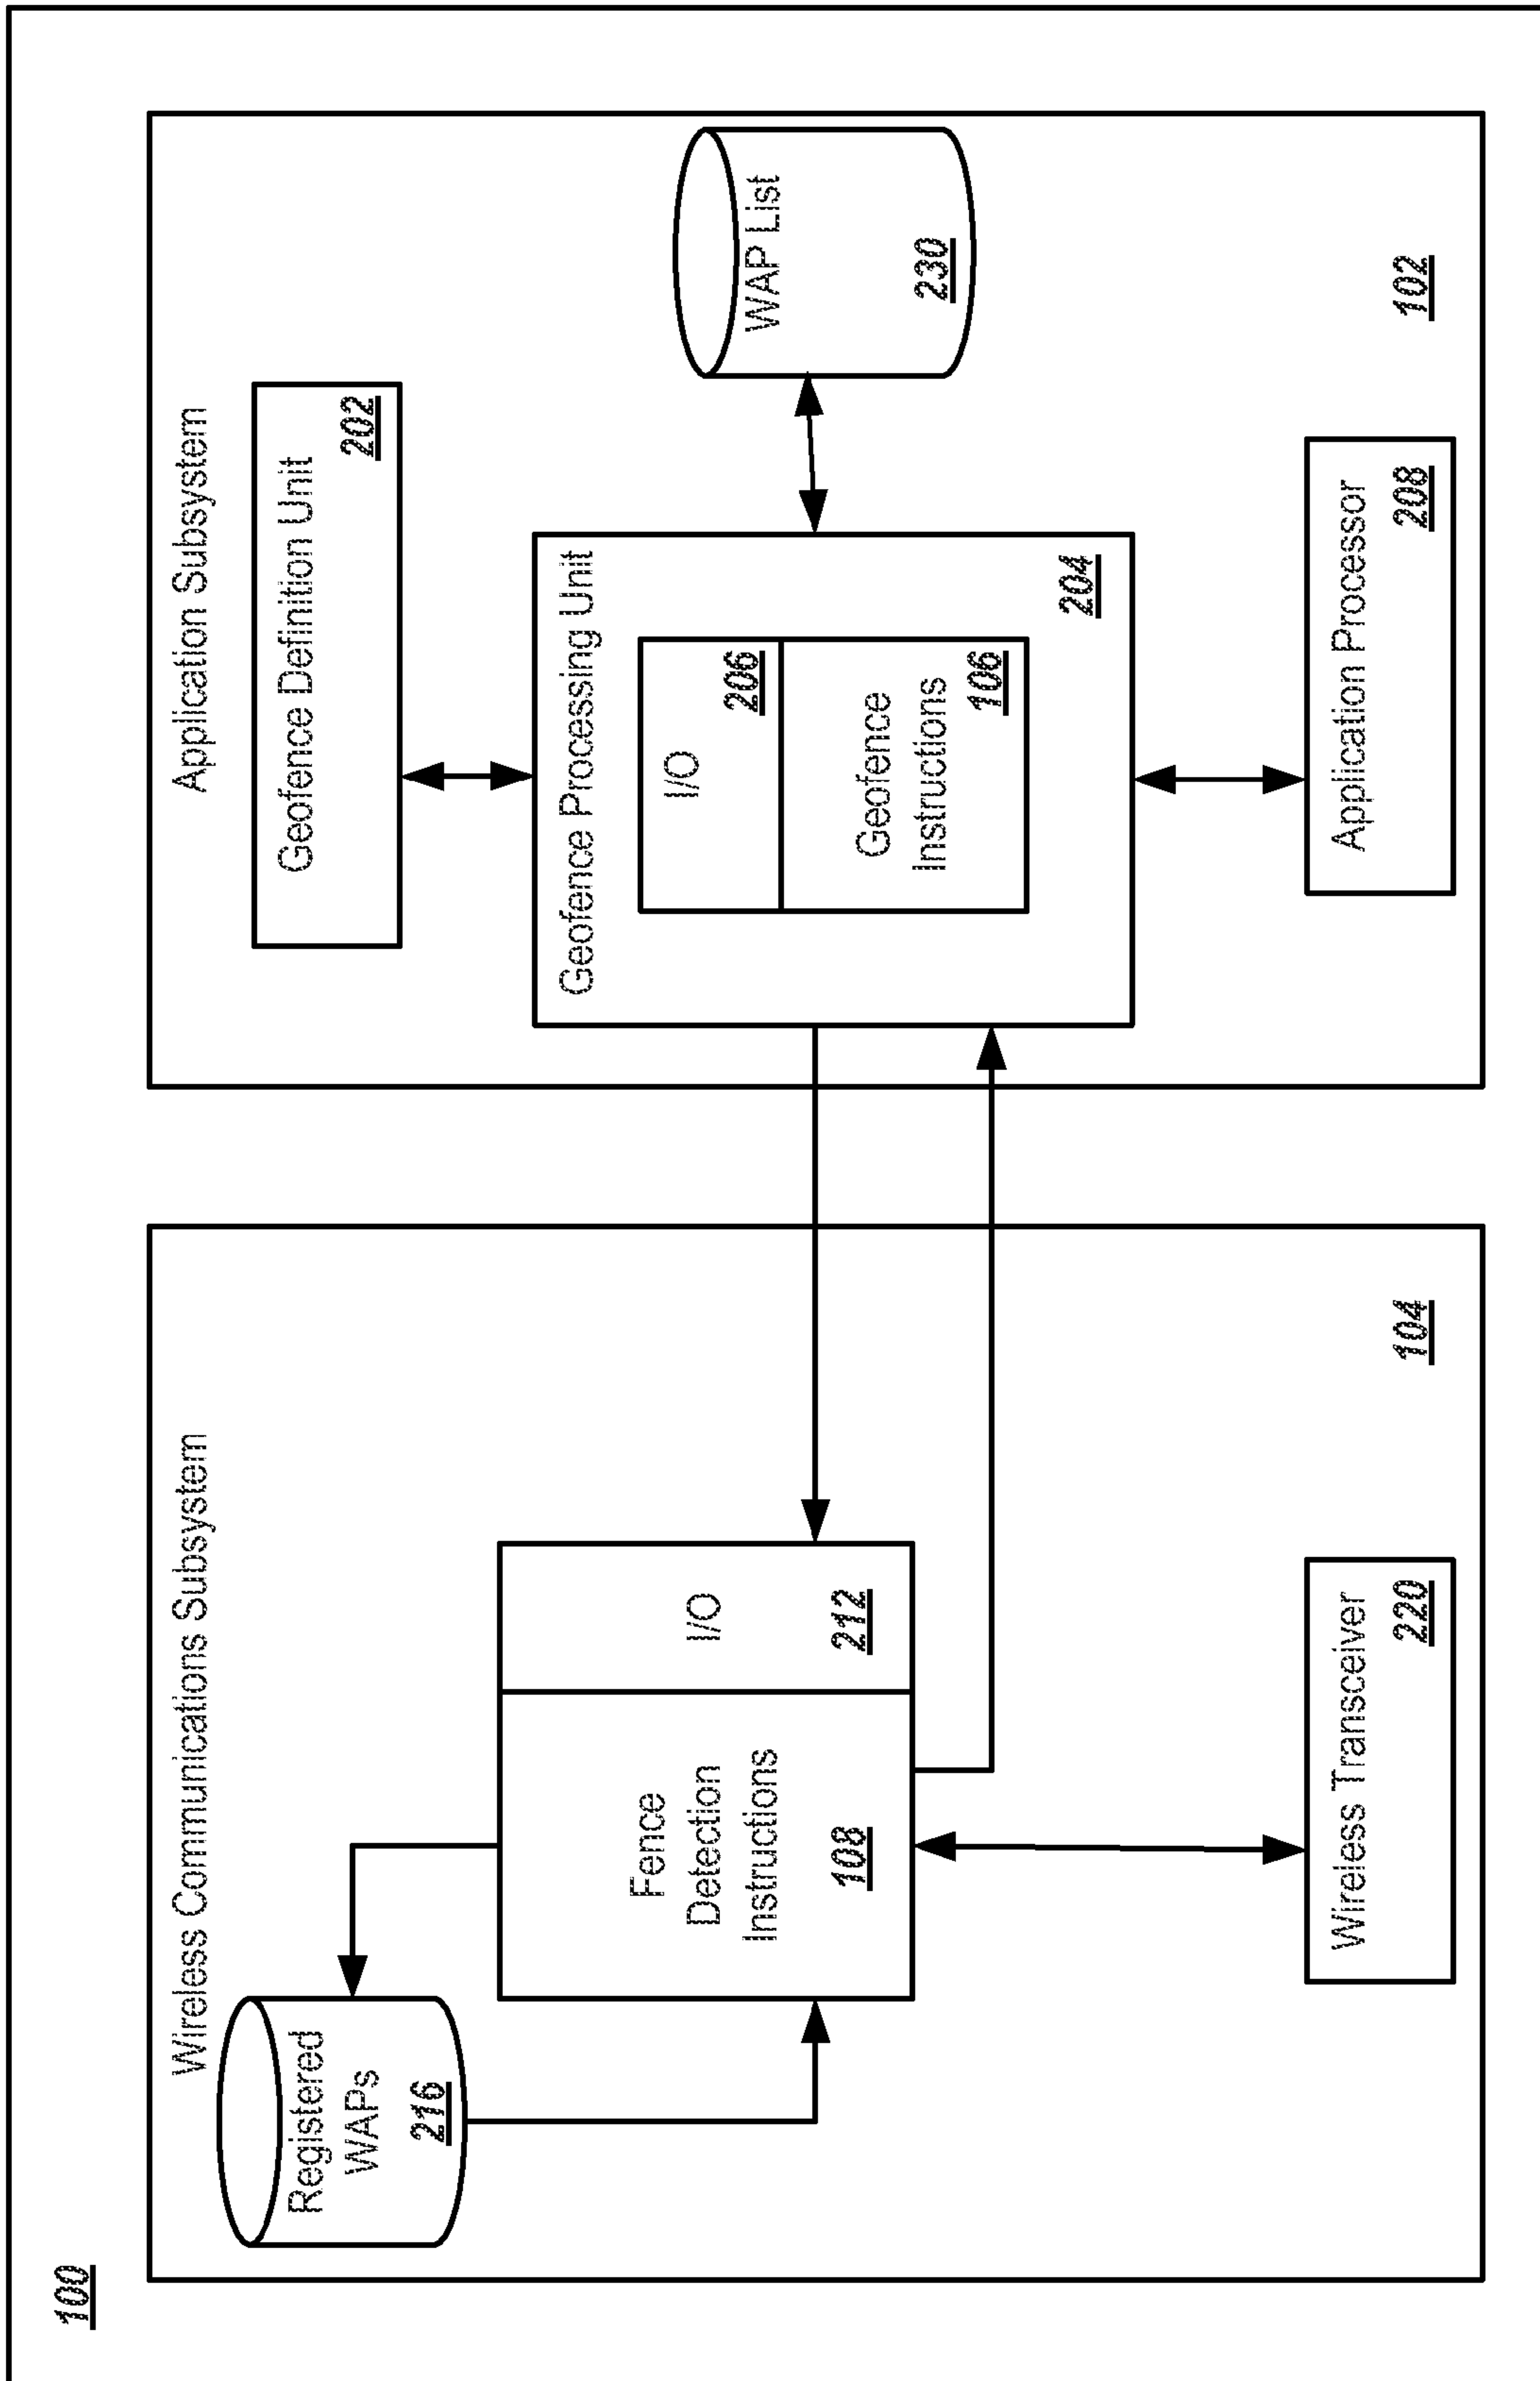 100
Wireless Communications Subsystem
Registered
WAPs
216
Fence
Detection
Instructions
108
I/O
212
Wireless Transceiver
220
104
Application Subsystem
Geofence Definition Unit
202
Geofence Processing Unit
I/O
206
Geofence
Instructions
106
204
WAP List
230
Application Processor
208
102